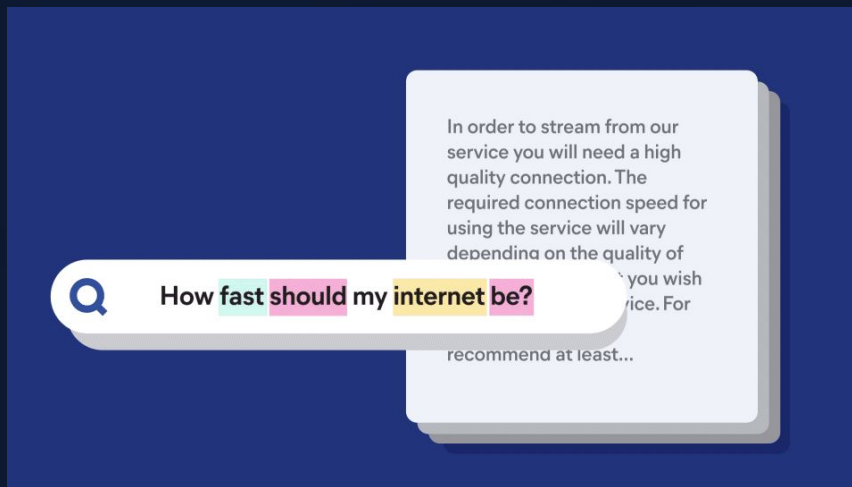 In order to stream from our
service you will need a high
quality connection. The
required connection speed for
using the service will vary
depending on the quality of
you wish
How fast should my internet be?
For
recommend at least...